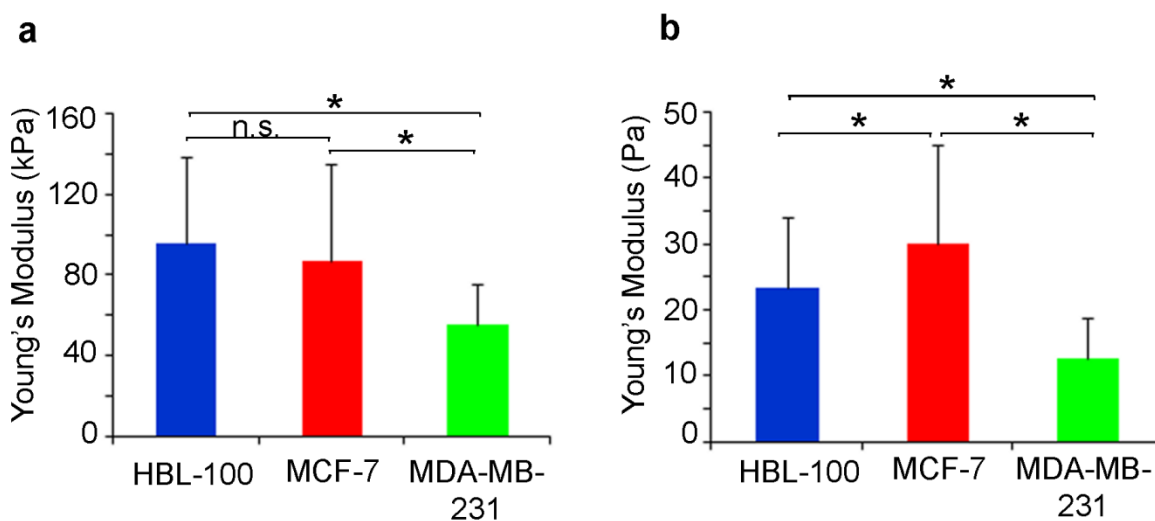 a
Young's Modulus (kPa)
160
120
80
40
0
*
n.s.
*
HBL-100
MCF-7
MDA-MB-
231
b
Young's Modulus (Pa)
50
40
30
20
10
0
*
*
*
HBL-100
MCF-7
MDA-MB-
231